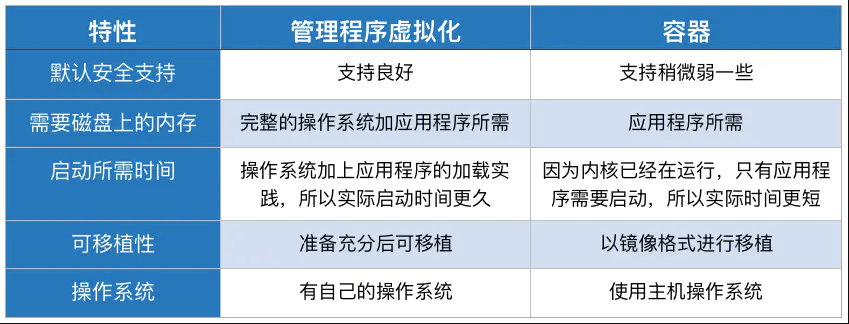 特性 管理程序虚拟化 容器
默认安全支持 支持良好 支持稍微弱一些
需要磁盘上的内存 完整的操作系统加应用程序所需 应用程序所需
启动所需时间 操作系统加上应用程序的加载实 因为内核已经在运行，只有应用程
践，所以实际启动时间更久 序需要启动，所以实际时间更短
可移植性 准备充分后可移植 以镜像格式进行移植
操作系统 有自己的操作系统 使用主机操作系统